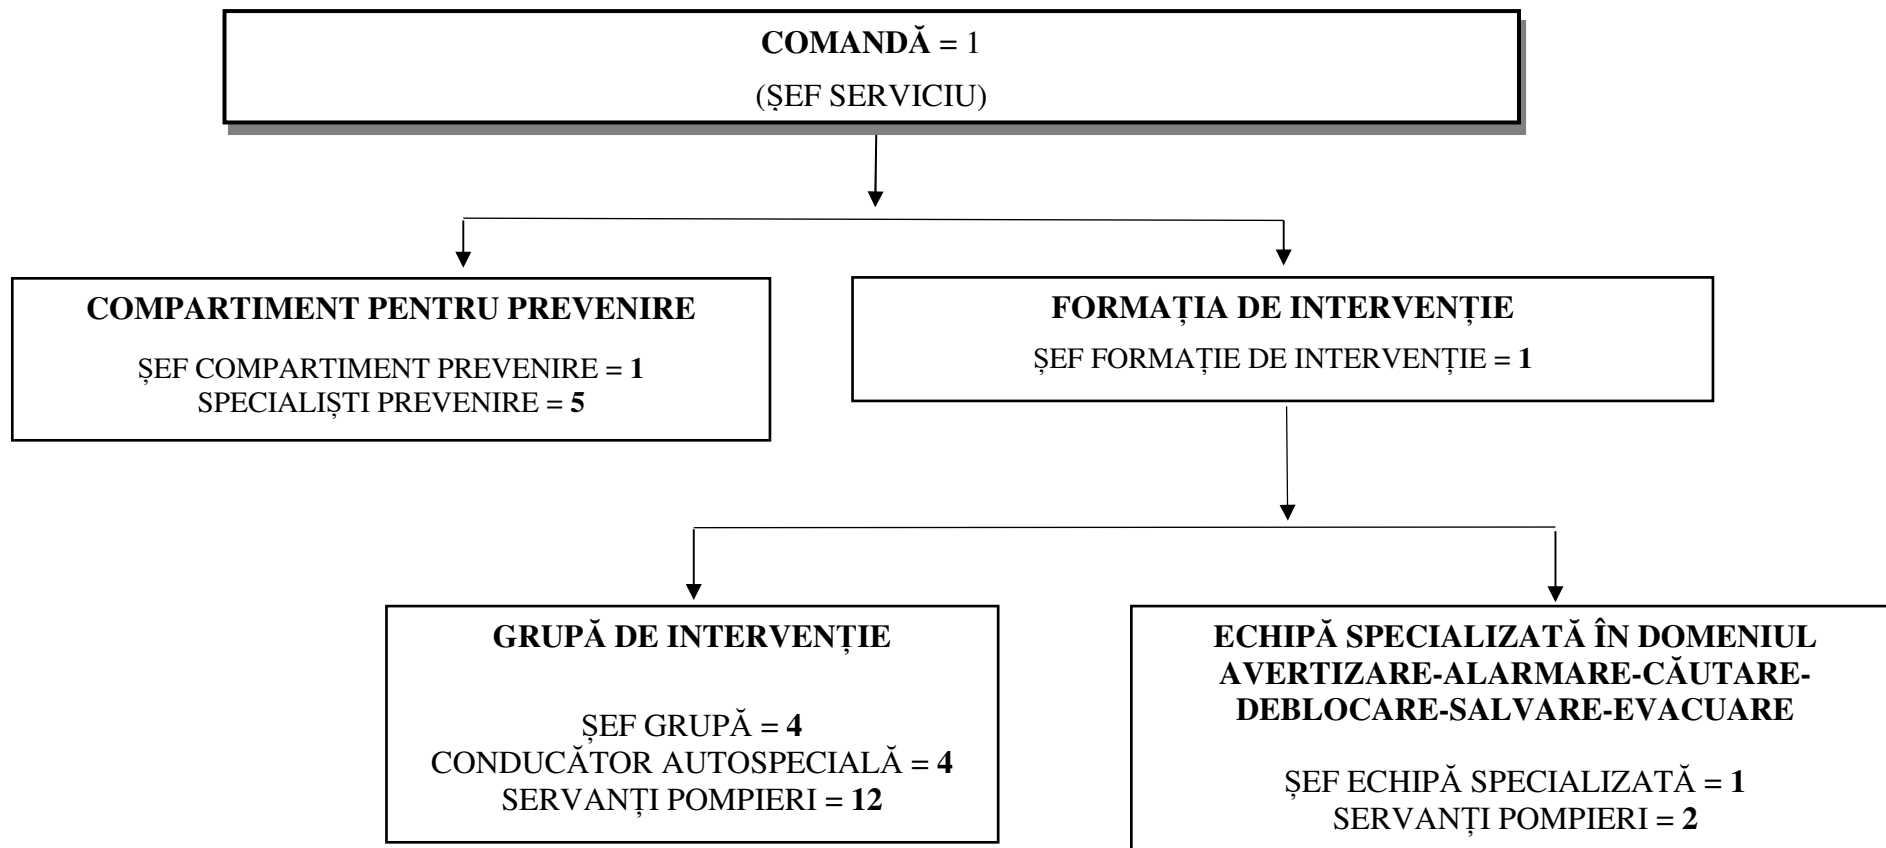 COMANDĂ = 1
(ȘEF SERVICIU)
COMPARTIMENT PENTRU PREVENIRE
ȘEF COMPARTIMENT PREVENIRE = 1
SPECIALIȘTI PREVENIRE = 5
FORMAȚIA DE INTERVENȚIE
ȘEF FORMAȚIE DE INTERVENȚIE = 1
GRUPĂ DE INTERVENȚIE
ȘEF GRUPĂ = 4
CONDUCĂTOR AUTOSPECIALĂ = 4
SERVANȚI POMPIERI = 12
ECHIPĂ SPECIALIZATĂ ÎN DOMENIUL
AVERTIZARE-ALARMARE-CĂUTARE-
DEBLOCARE-SALVARE-EVACUARE
ȘEF ECHIPĂ SPECIALIZATĂ = 1
SERVANȚI POMPIERI = 2